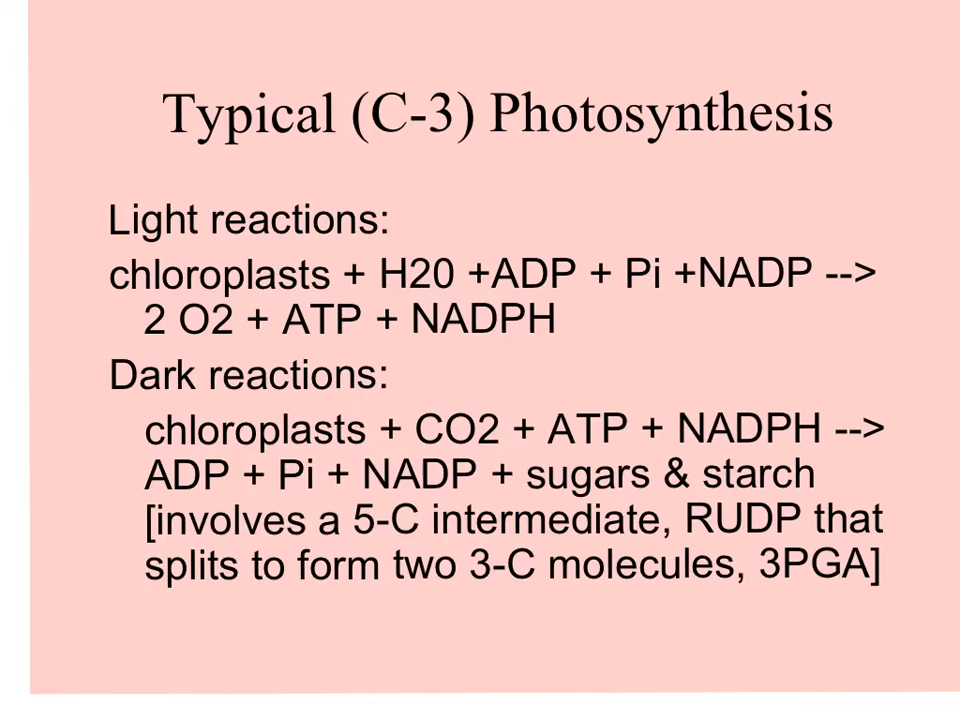 Typical (C-3) Photosynthesis
Light reactions:
chloroplasts + H20 +ADP + Pi +NADP -->
2 O2 + ATP + NADPH
Dark reactions:
chloroplasts + CO2 + ATP + NADPH -->
ADP + Pi + NADP + sugars & starch
[involves a 5-C intermediate, RUDP that
splits to form two 3-C molecules, 3PGA]